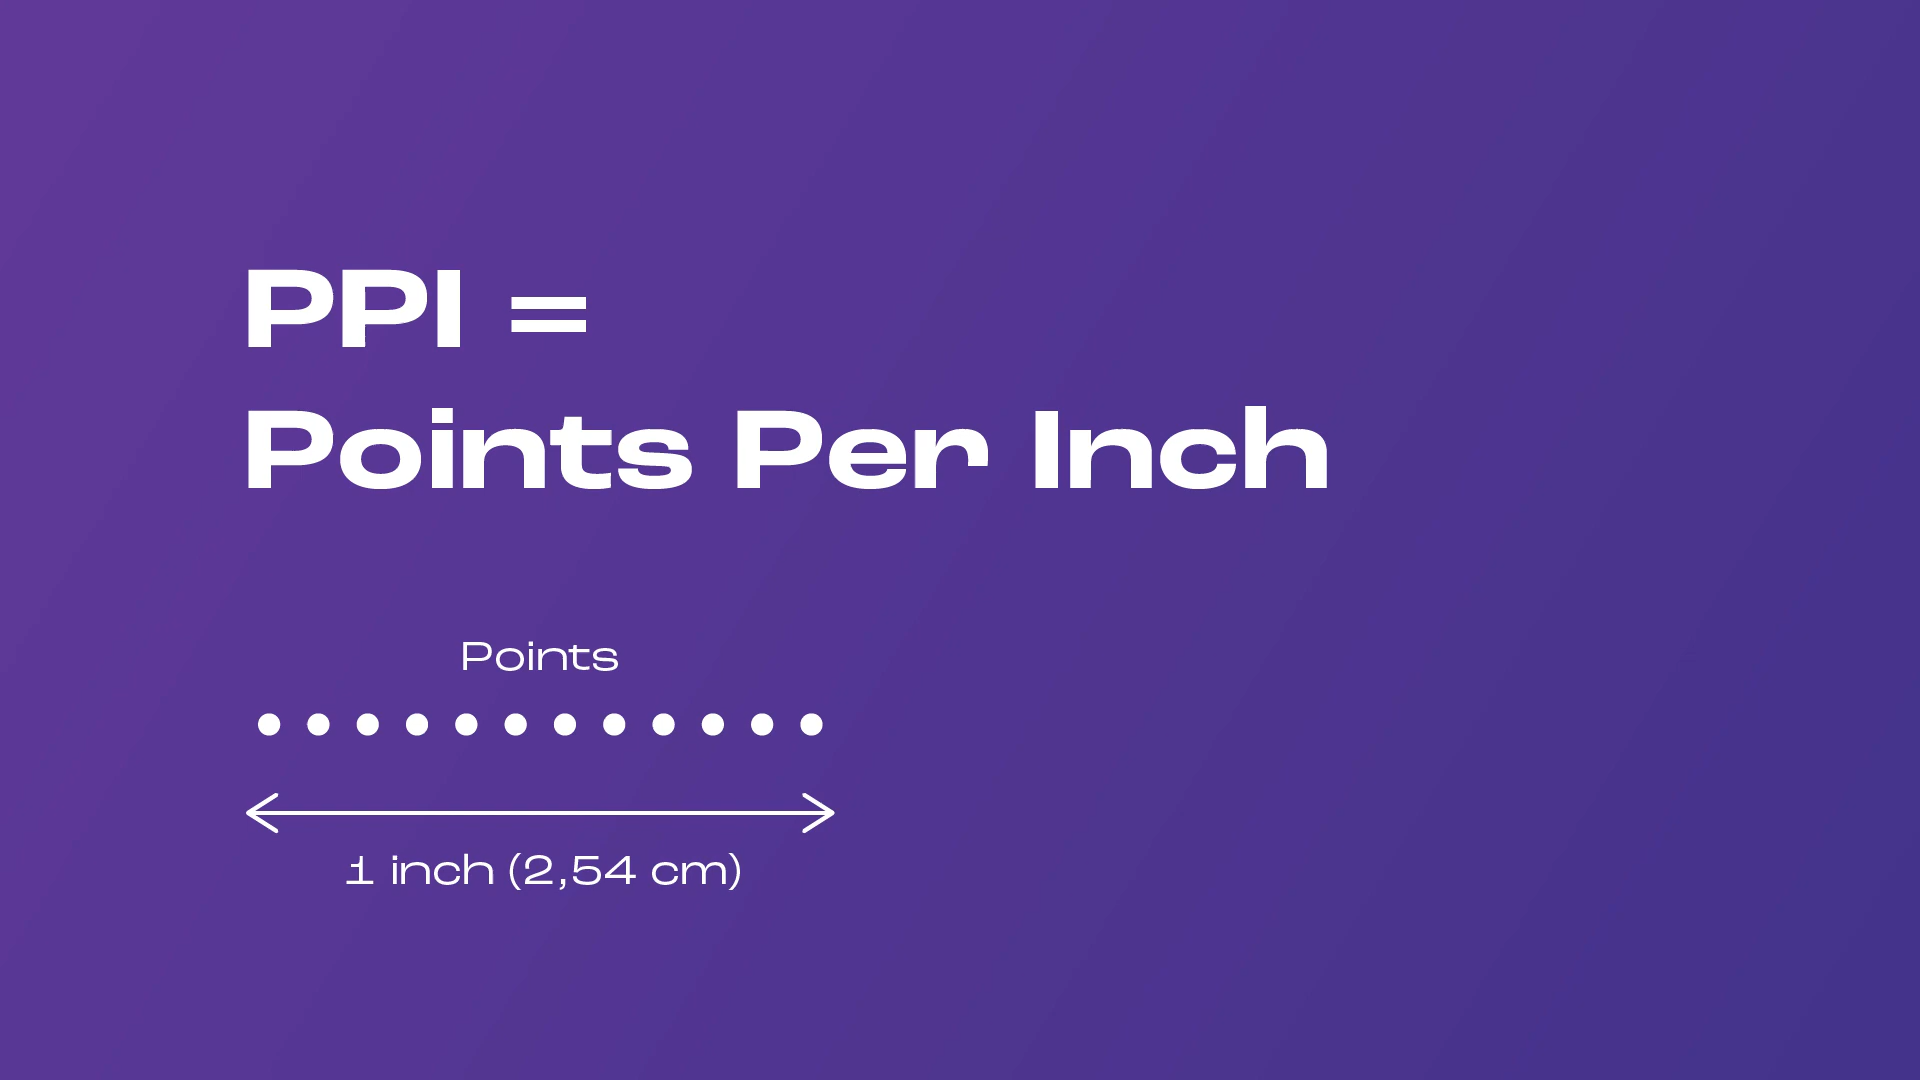 PPI =
Points Per Inch
Points
1 inch (2,54 cm)